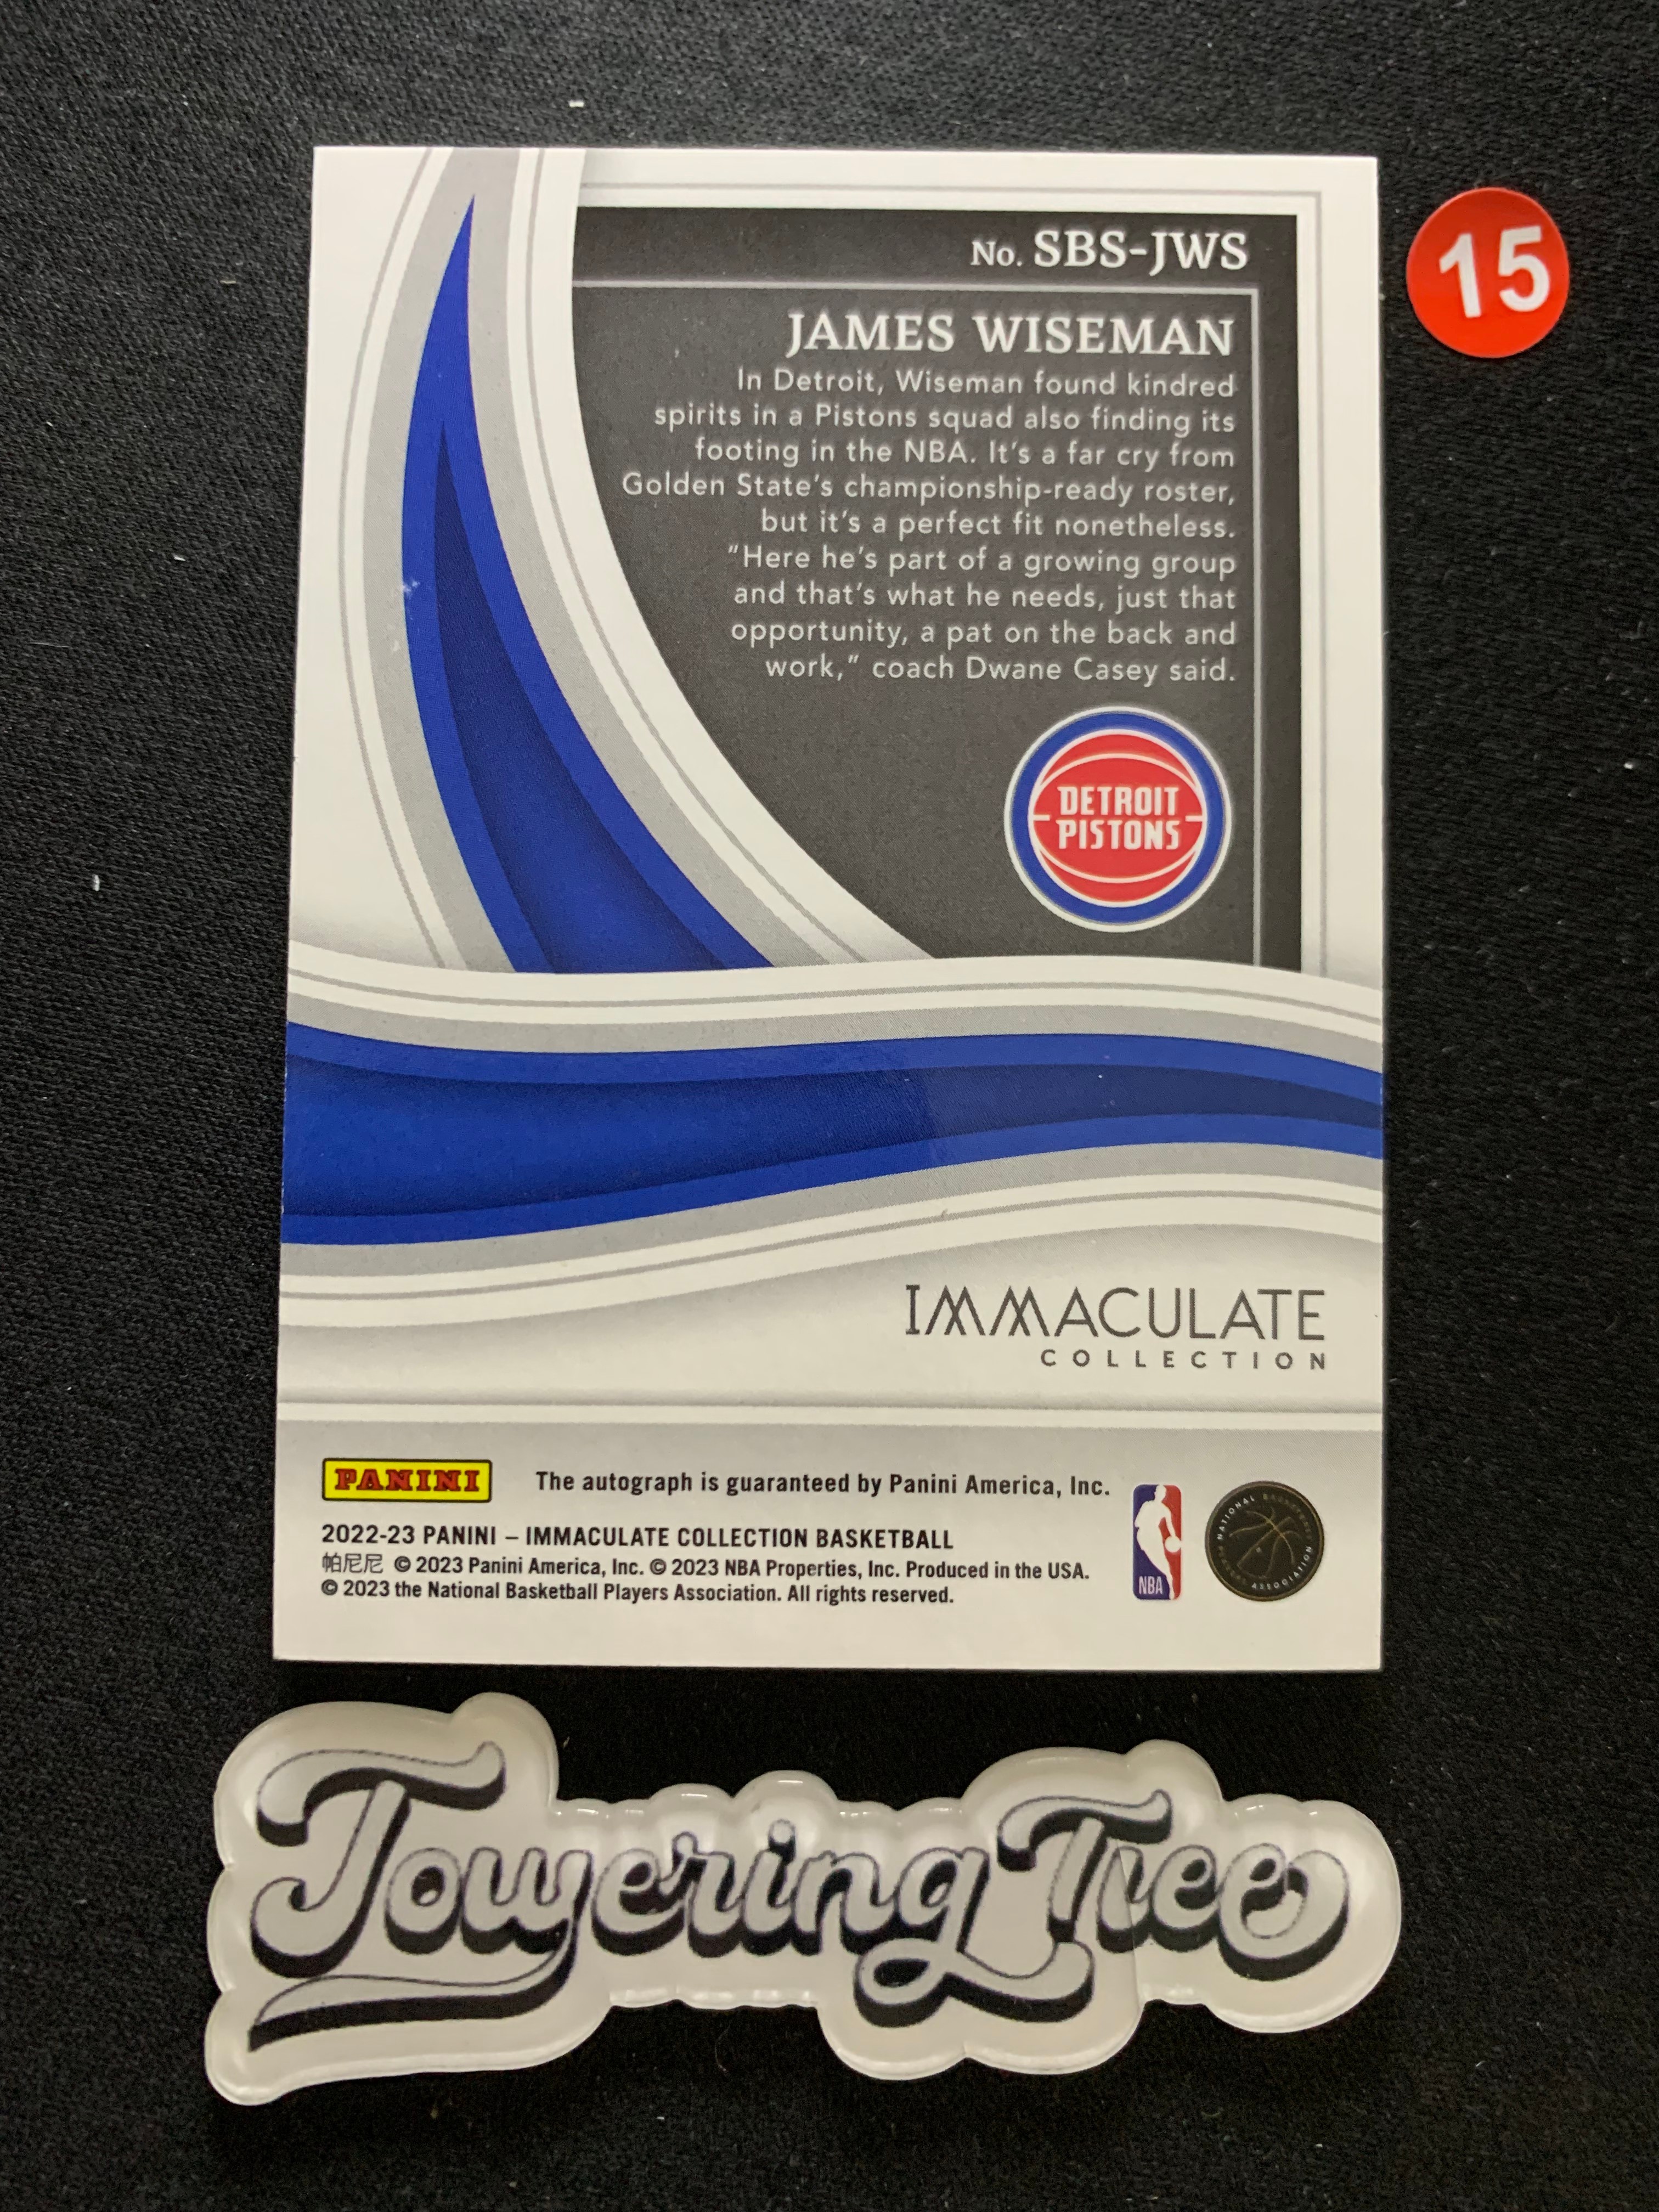 No. SBS-JWS
15
JAMES WISEMAN
In Detroit, Wiseman found kindred
spirits in a Pistons squad also finding its
footing in the NBA. It's a far cry from
Golden State's championship-ready roster,
but it's a perfect fit nonetheless.
"Here he's part of a growing group
and that's what he needs, just that
opportunity, a pat on the back and
work," coach Dwane Casey said.
DETROIT
PISTONS
IMMACULATE
COLLECTION
PANINI The autograph is guaranteed by Panini America, Inc.
2022-23 PANINI – IMMACULATE COLLECTION BASKETBALL
帕尼尼 © 2023 Panini America, Inc. © 2023 NBA Properties, Inc. Produced in the USA.
© 2023 the National Basketball Players Association. All rights reserved.
NBA
NATIONAL BASKETBALL
PLAYERS ASSOCIATION
ToweringTree